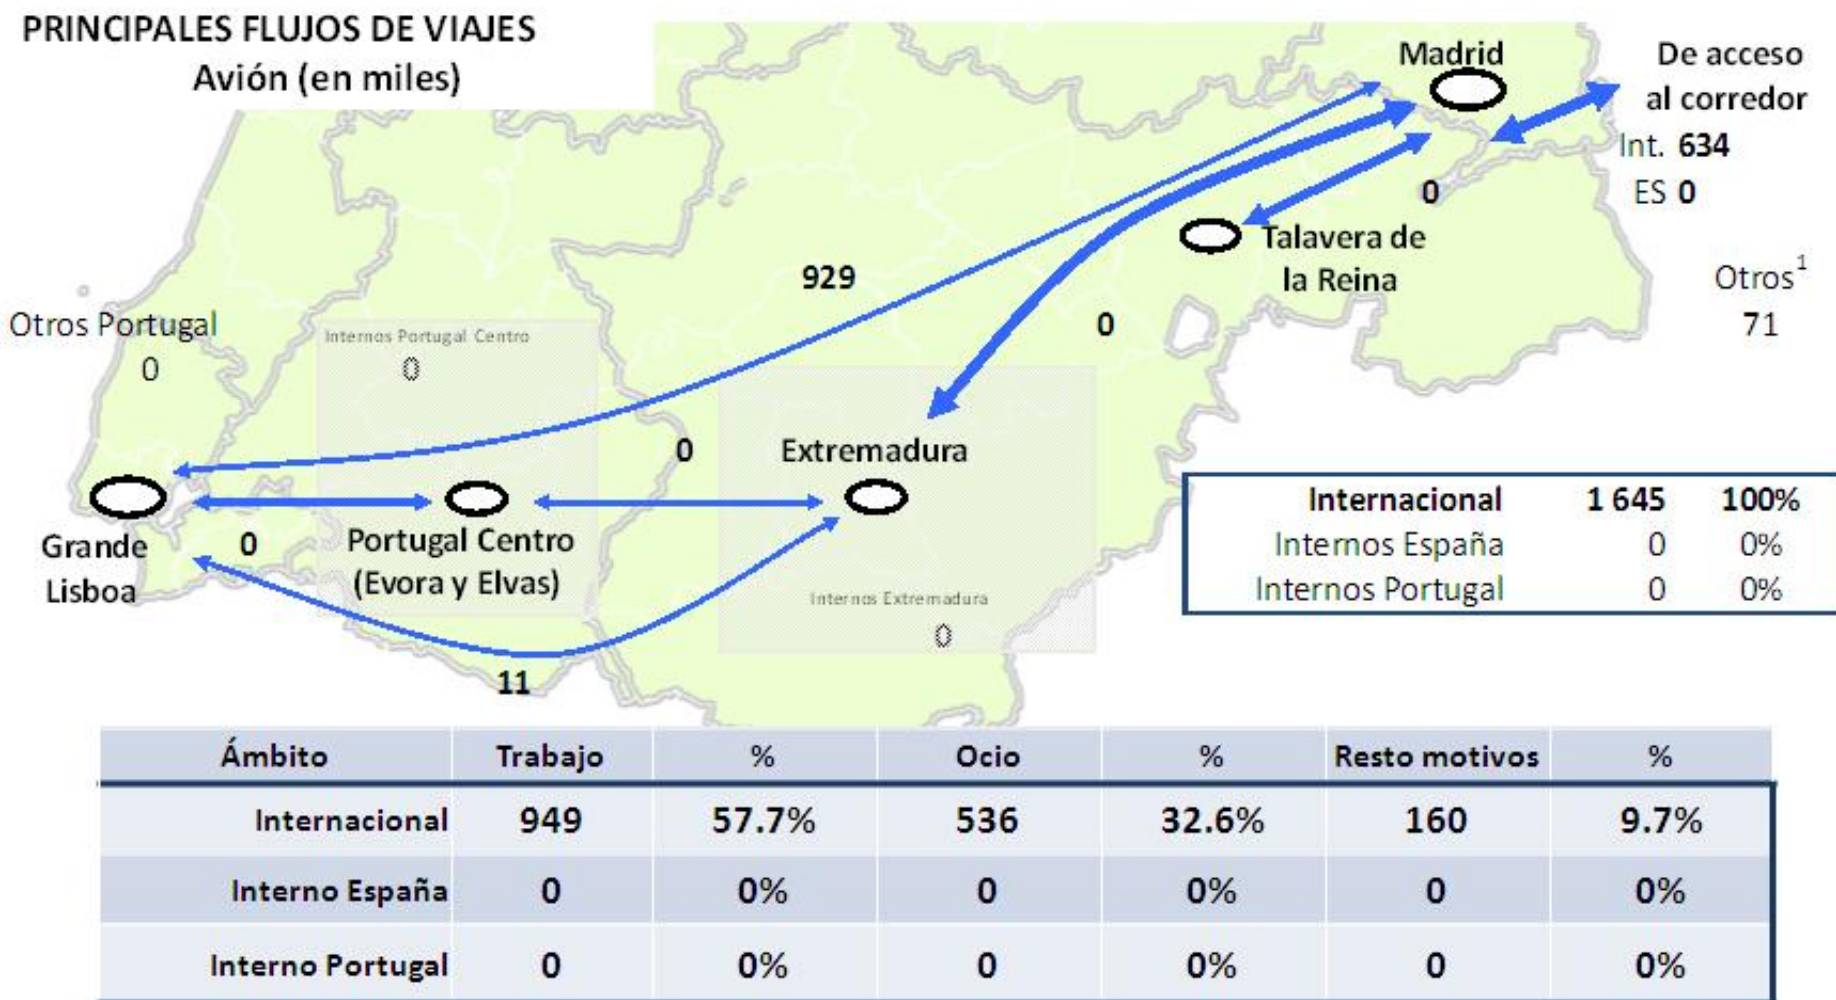 PRINCIPALES FLUJOS DE VIAJES
Avión (en miles)
Madrid
De acceso
al corredor
Int. 634
ES 0
0
Talavera de
la Reina
Otros1
71
929
0
Otros Portugal
0
Internos Portugal Centro
0
0
Extremadura
Grande
Lisboa
0
Portugal Centro
(Evora y Elvas)
Internos Extremadura
0
11
Internacional 1 645 100%
Internos España 0 0%
Internos Portugal 0 0%
Ámbito Trabajo % Ocio % Resto motivos %
Internacional 949 57.7% 536 32.6% 160 9.7%
Interno España 0 0% 0 0% 0 0%
Interno Portugal 0 0% 0 0% 0 0%